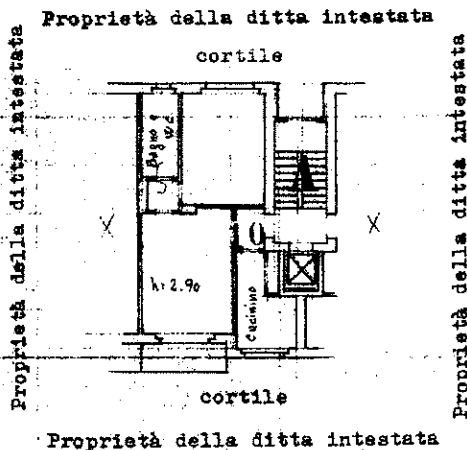 Proprietà della ditta intestata
cortile
Proprietà della ditta intestata
Proprietà della ditta intestata
Bagno e
W.C.
X
X
h: 2.90
Cucinino
cortile
Proprietà della ditta intestata